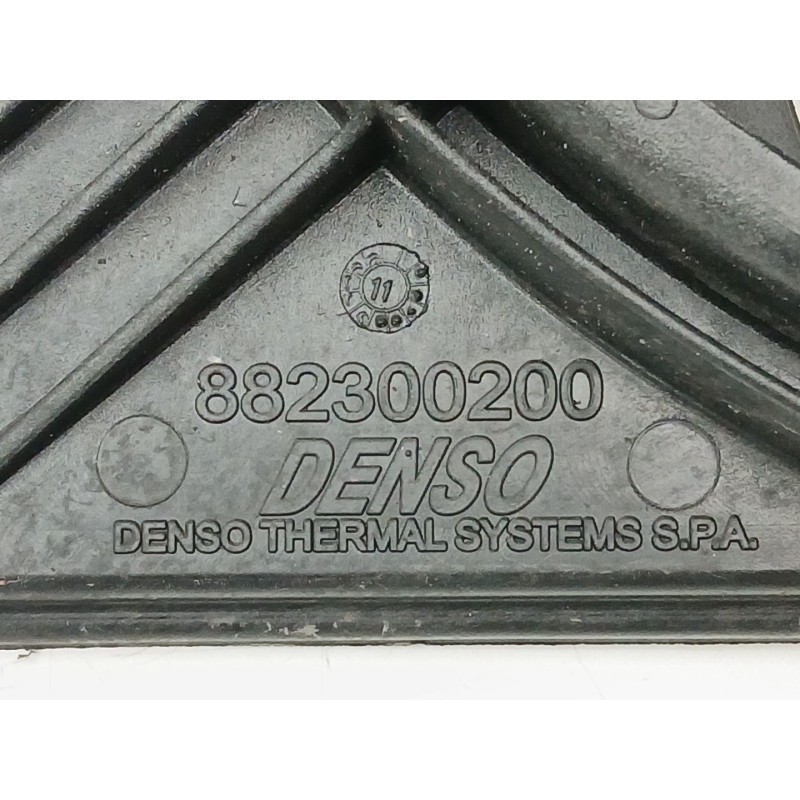 11
882300200
DENSO
DENSO THERMAL SYSTEMS S.P.A.